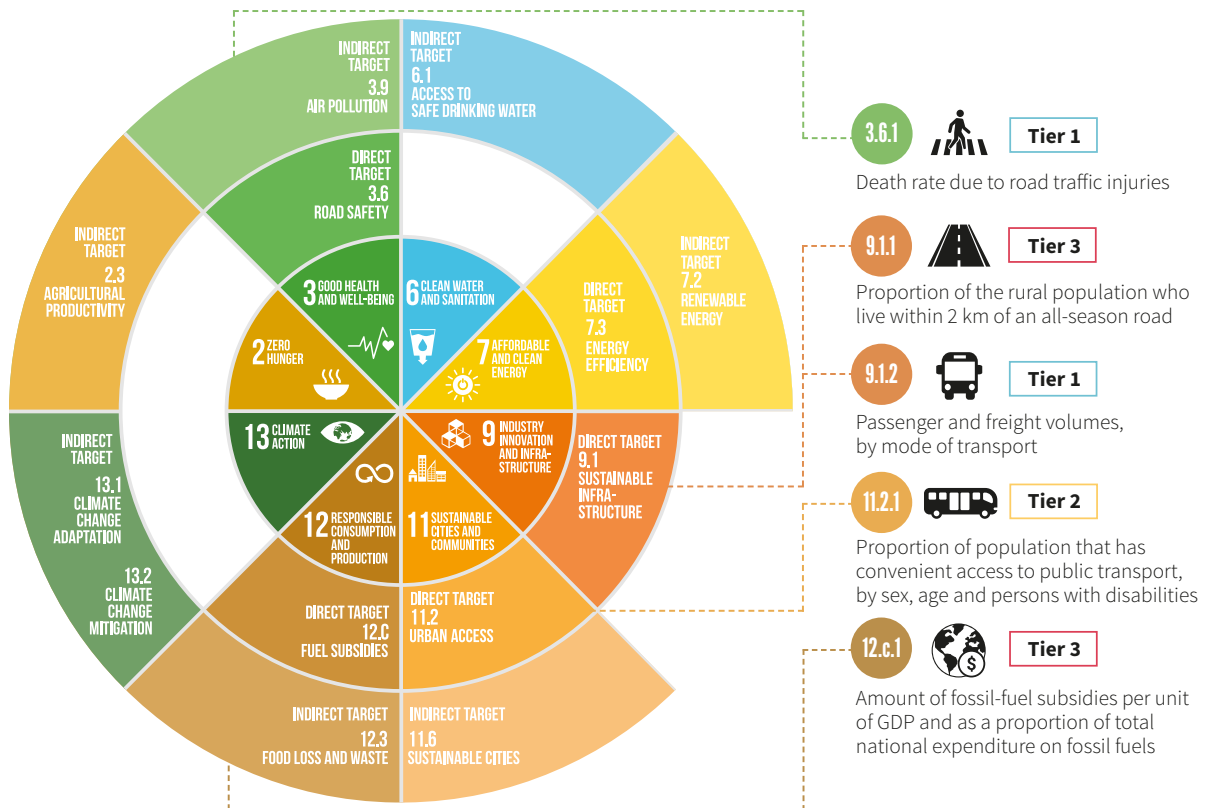 INDIRECT
TARGET
3.9
AIR POLLUTION
INDIRECT
TARGET
6.1
ACCESS TO
SAFE DRINKING WATER
DIRECT
TARGET
3.6
ROAD SAFETY
INDIRECT
TARGET
2.3
AGRICULTURAL
PRODUCTIVITY
INDIRECT
TARGET
7.2
RENEWABLE
ENERGY
DIRECT
TARGET
7.3
ENERGY
EFFICIENCY
3 GOOD HEALTH
AND WELL-BEING
6 CLEAN WATER
AND SANITATION
2 ZERO
HUNGER
7 AFFORDABLE
AND CLEAN
ENERGY
13 CLIMATE
ACTION
9 INDUSTRY
INNOVATION
AND INFRA-
STRUCTURE
DIRECT TARGET
9.1
SUSTAINABLE
INFRA-
STRUCTURE
INDIRECT
TARGET
13.1
CLIMATE
CHANGE
ADAPTATION
13.2
CLIMATE
CHANGE
MITIGATION
12 RESPONSIBLE
CONSUMPTION
AND
PRODUCTION
11 SUSTAINABLE
CITIES AND
COMMUNITIES
DIRECT TARGET
12.C
FUEL SUBSIDIES
DIRECT TARGET
11.2
URBAN ACCESS
INDIRECT TARGET
12.3
FOOD LOSS AND WASTE
INDIRECT TARGET
11.6
SUSTAINABLE CITIES
3.6.1 Tier 1
Death rate due to road traffic injuries
9.1.1 Tier 3
Proportion of the rural population who
live within 2 km of an all-season road
9.1.2 Tier 1
Passenger and freight volumes,
by mode of transport
11.2.1 Tier 2
Proportion of population that has
convenient access to public transport,
by sex, age and persons with disabilities
12.c.1 $ Tier 3
Amount of fossil-fuel subsidies per unit
of GDP and as a proportion of total
national expenditure on fossil fuels